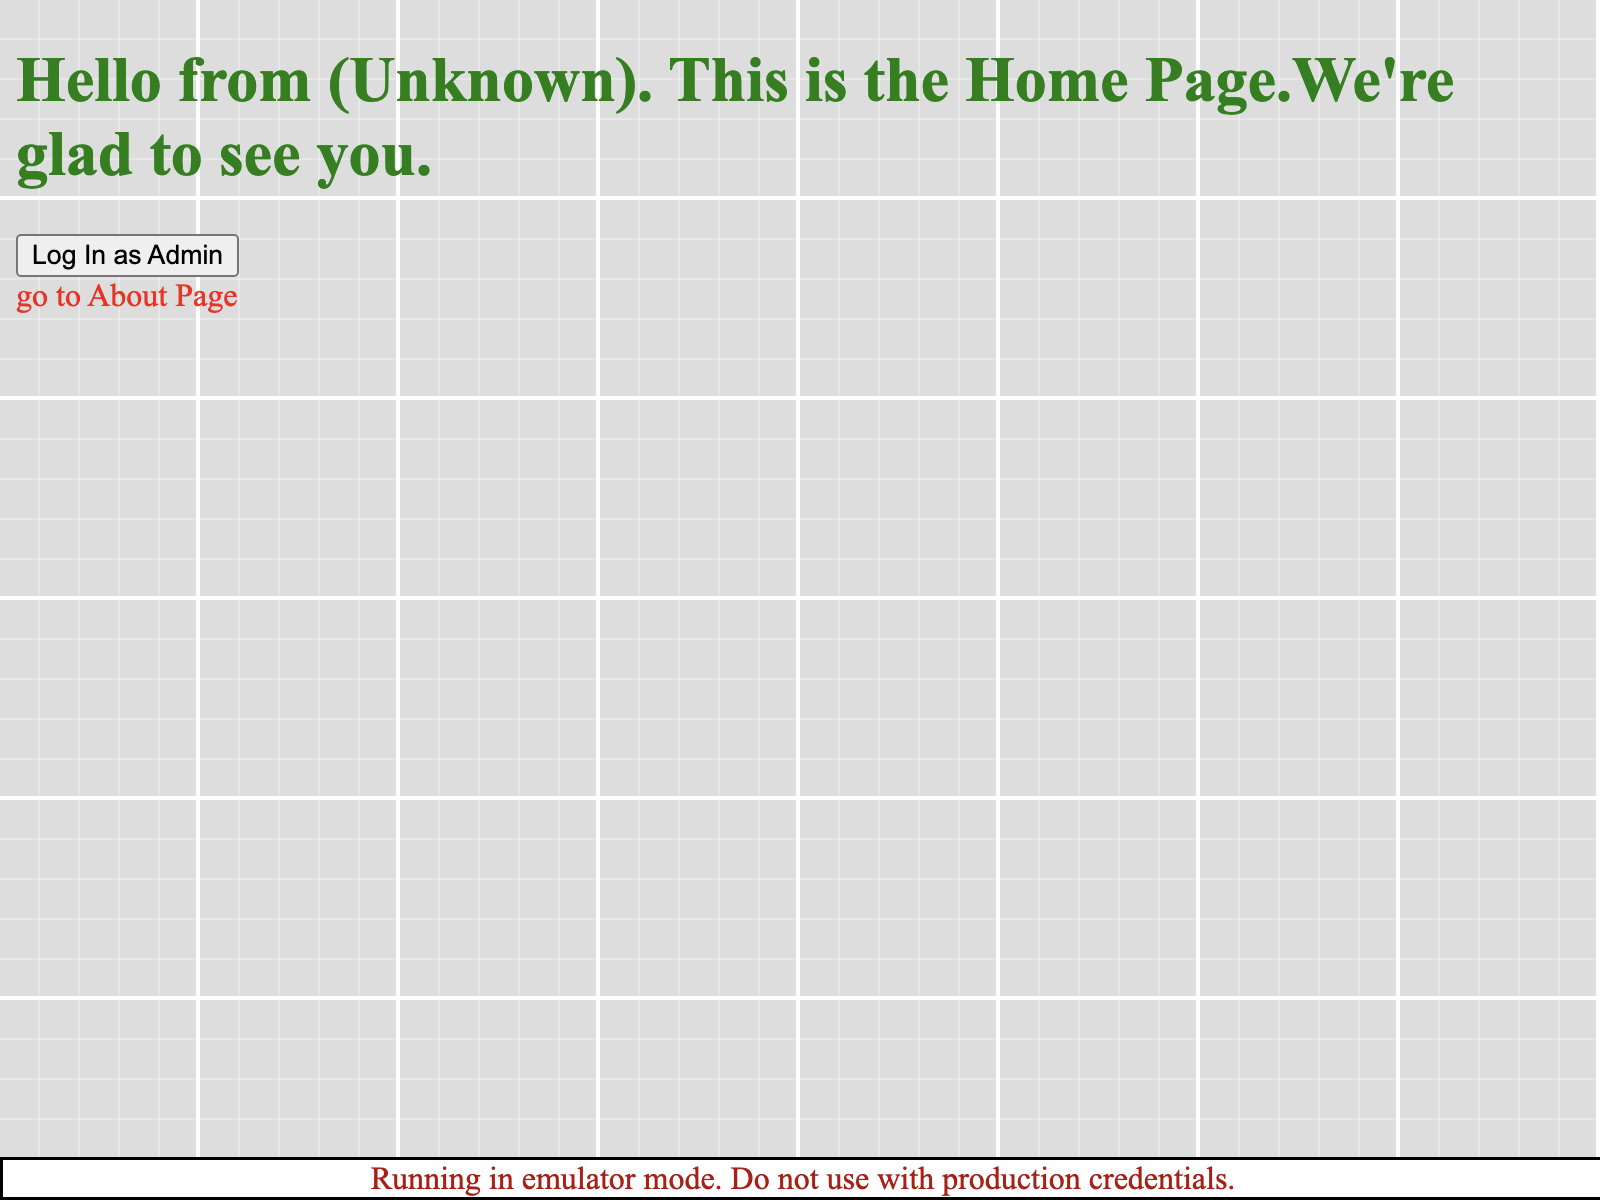 Hello from (Unknown). This is the Home Page.We're
glad to see you.
Log In as Admin
go to About Page
Running in emulator mode. Do not use with production credentials.